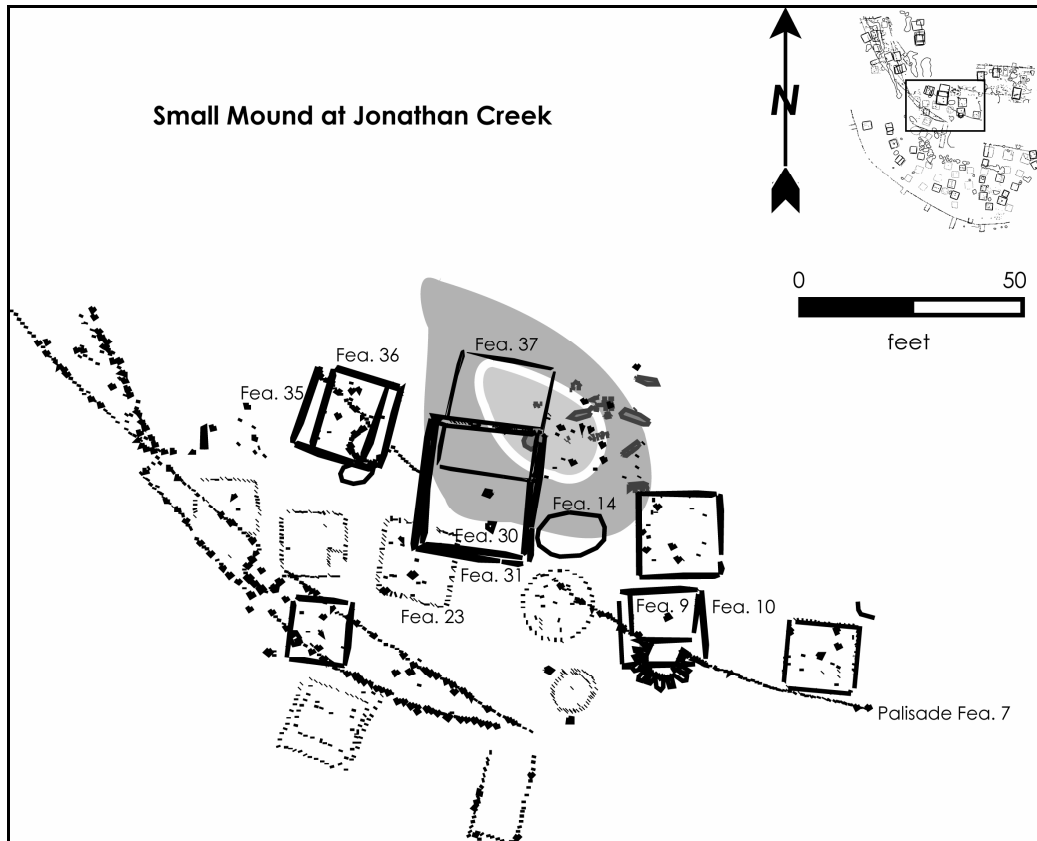 N
Small Mound at Jonathan Creek
0 50
feet
Fea. 37
Fea. 36
Fea. 35
Fea. 14
Fea. 30
Fea. 31
Fea. 23
Fea. 9
Fea. 10
Palisade Fea. 7